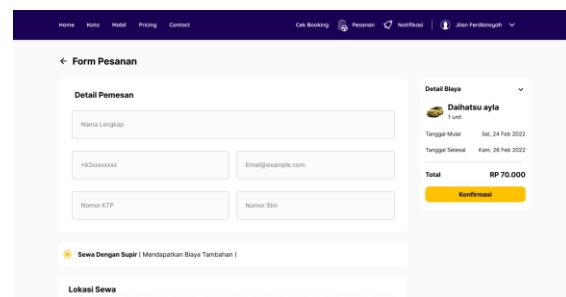 Home Kota Mobil Pricing Contact Cek Booking Pesanan Notifikasi Jilan Ferdiansyah
← Form Pesanan
Detail Pemesan
Nama Lengkap
+62xxxxxxxx Email@example.com
Nomor KTP Nomor Sim
Sewa Dengan Supir ( Mendapatkan Biaya Tambahan )
Lokasi Sewa
Detail Biaya
Daihatsu ayla
1 unit
Tanggal Mulai Sel, 24 Feb 2022
Tanggal Selesai Kam, 26 Feb 2022
Total RP 70.000
Konfirmasi